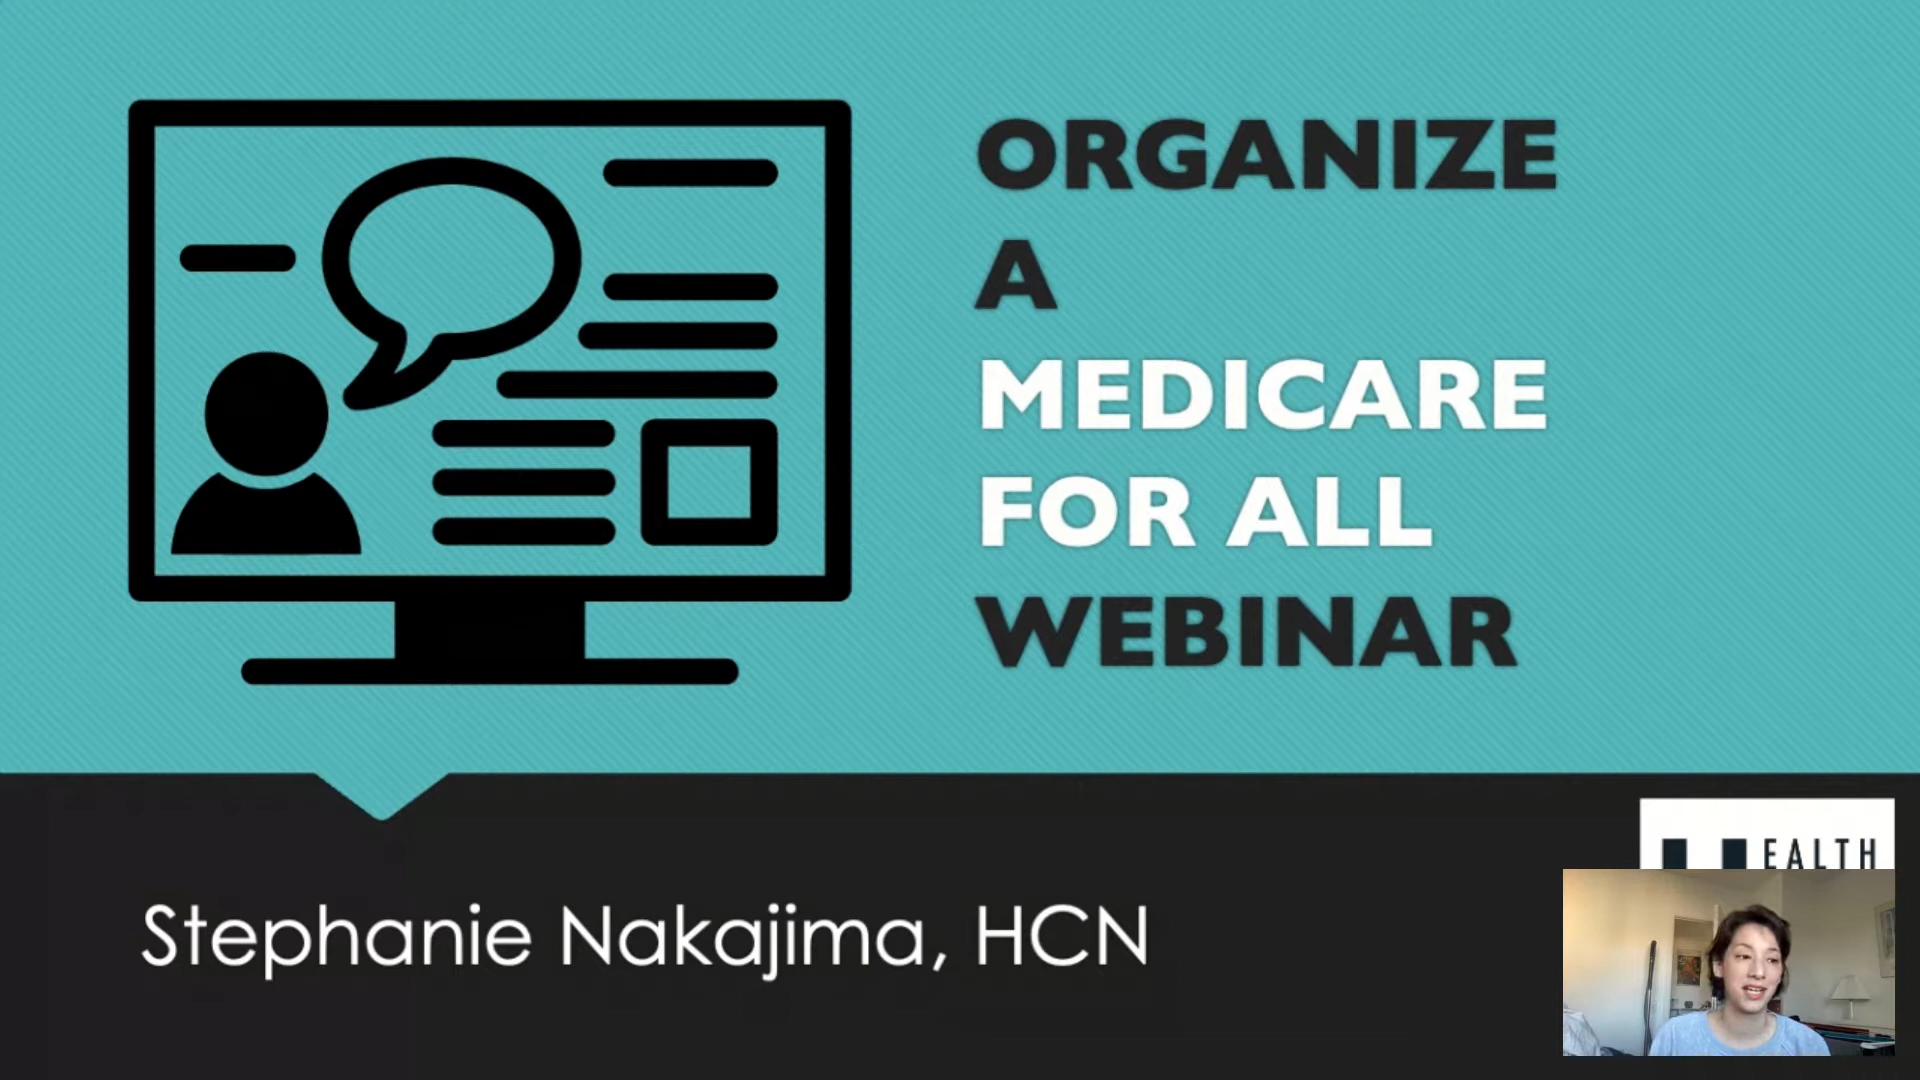 ORGANIZE
A
MEDICARE
FOR ALL
WEBINAR
Stephanie Nakajima, HCN
EALTH